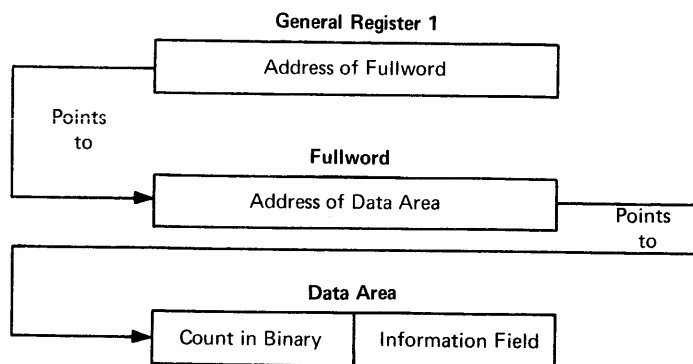 General Register 1
Address of Fullword
Points
to
Fullword
Address of Data Area
Points
to
Data Area
Count in Binary
Information Field